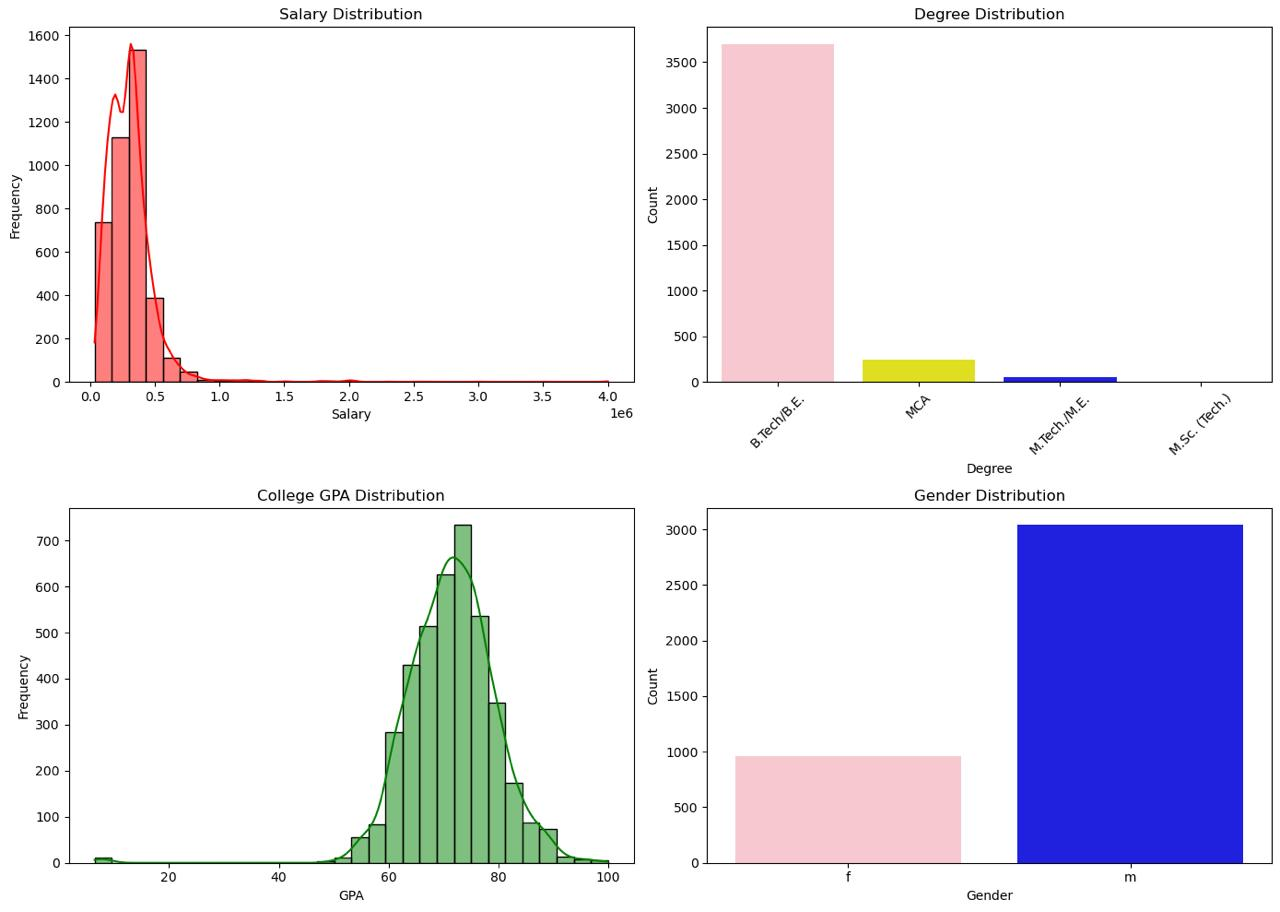 Salary Distribution
1600
1400
1200
1000
800
600
400
200
0
Frequency
0.0 0.5 1.0 1.5 2.0 2.5 3.0 3.5 4.0
1e6
Salary
Degree Distribution
3500
3000
2500
2000
1500
1000
500
0
Count
B.Tech/B.E. MCA M.Tech./M.E. M.Sc. (Tech.)
Degree
College GPA Distribution
700
600
500
400
300
200
100
0
Frequency
20 40 60 80 100
GPA
Gender Distribution
3000
2500
2000
1500
1000
500
0
Count
f m
Gender